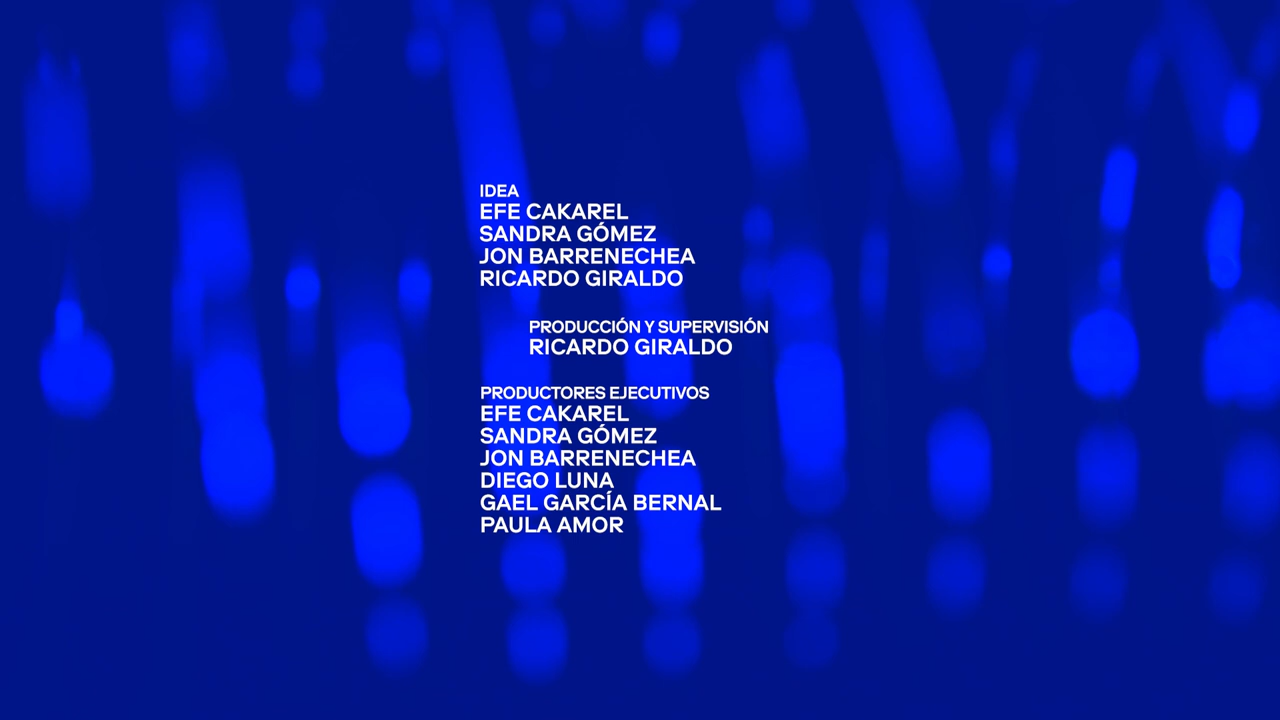 IDEA
EFE CAKAREL
SANDRA GÓMEZ
JON BARRENECHEA
RICARDO GIRALDO
PRODUCCIÓN Y SUPERVISIÓN
RICARDO GIRALDO
PRODUCTORES EJECUTIVOS
EFE CAKAREL
SANDRA GÓMEZ
JON BARRENECHEA
DIEGO LUNA
GAEL GARCÍA BERNAL
PAULA AMOR